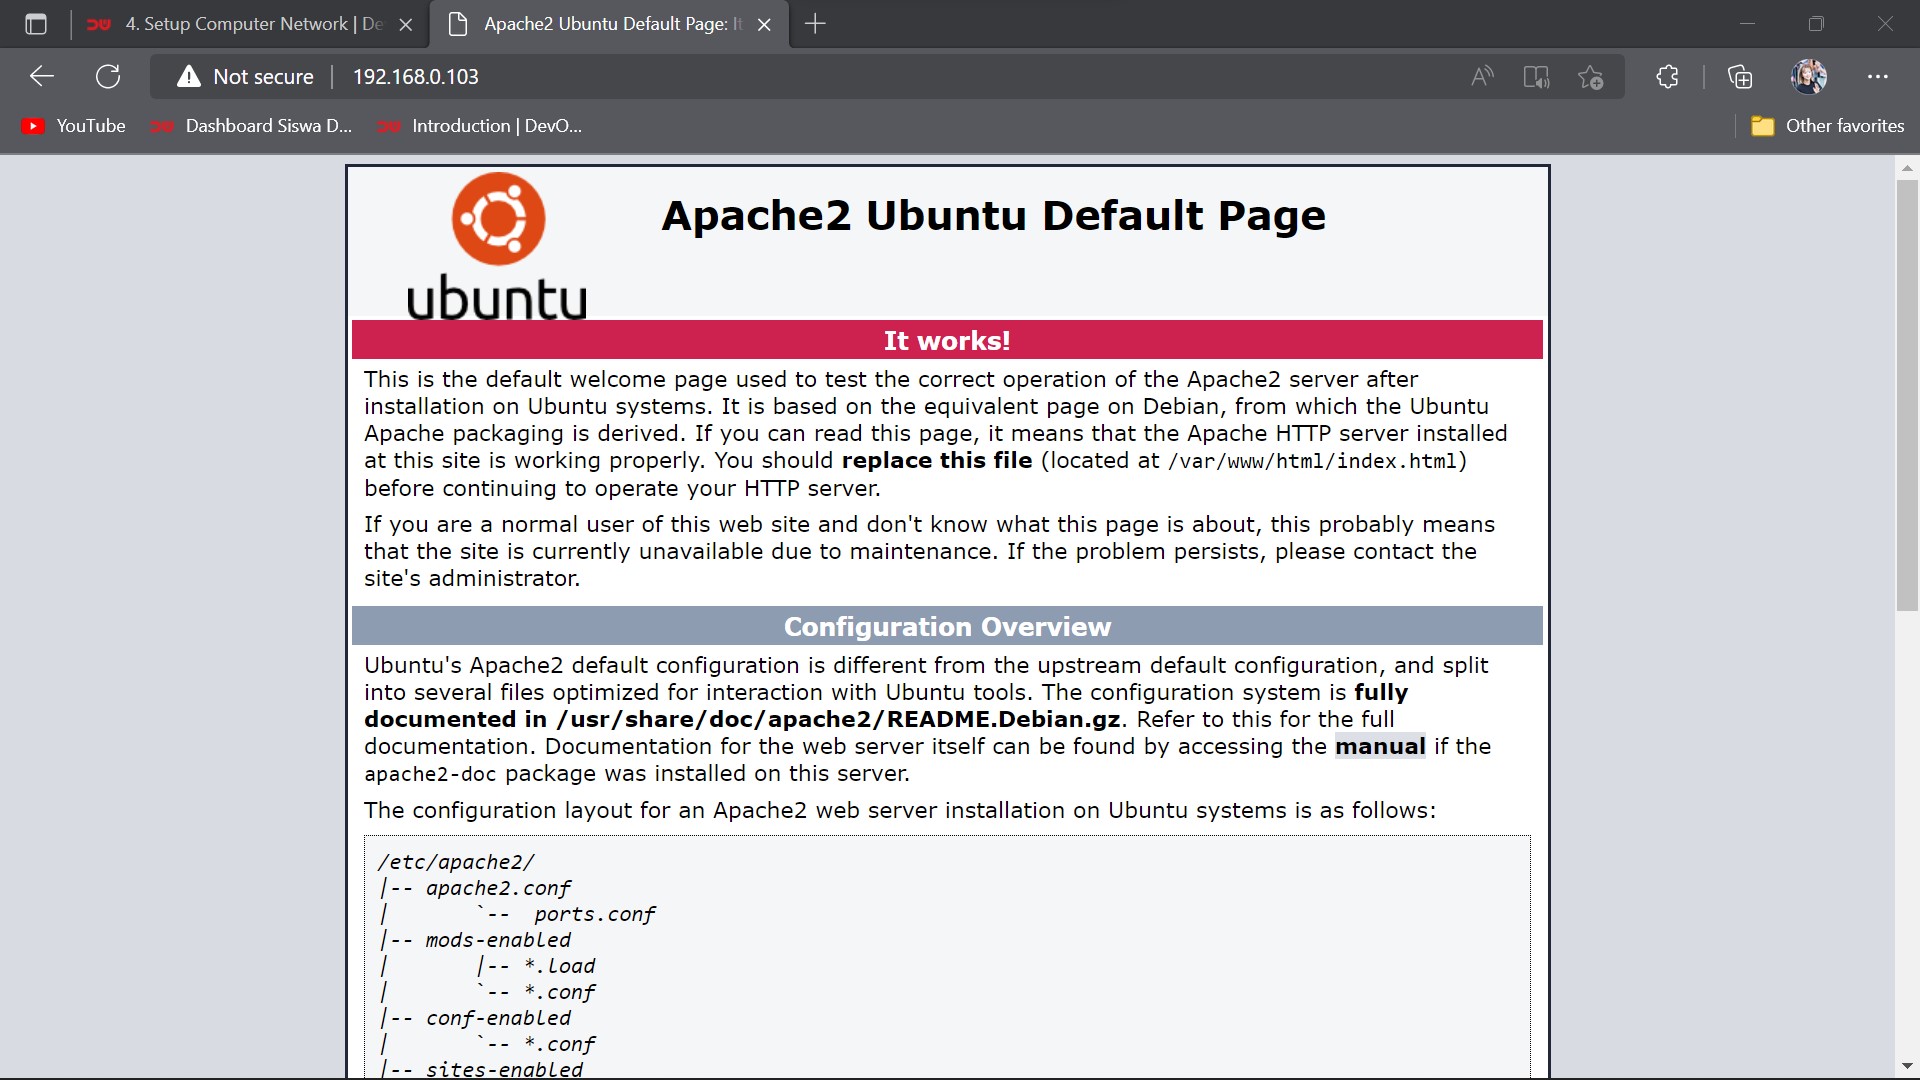 4. Setup Computer Network | De
Apache2 Ubuntu Default Page: It
Not secure
192.168.0.103
YouTube
Dashboard Siswa D...
Introduction | DevO...
Other favorites
ubuntu
Apache2 Ubuntu Default Page
It works!
This is the default welcome page used to test the correct operation of the Apache2 server after
installation on Ubuntu systems. It is based on the equivalent page on Debian, from which the Ubuntu
Apache packaging is derived. If you can read this page, it means that the Apache HTTP server installed
at this site is working properly. You should replace this file (located at /var/www/html/index.html)
before continuing to operate your HTTP server.
If you are a normal user of this web site and don't know what this page is about, this probably means
that the site is currently unavailable due to maintenance. If the problem persists, please contact the
site's administrator.
Configuration Overview
Ubuntu's Apache2 default configuration is different from the upstream default configuration, and split
into several files optimized for interaction with Ubuntu tools. The configuration system is fully
documented in /usr/share/doc/apache2/README.Debian.gz. Refer to this for the full
documentation. Documentation for the web server itself can be found by accessing the manual if the
apache2-doc package was installed on this server.
The configuration layout for an Apache2 web server installation on Ubuntu systems is as follows:
/etc/apache2/
|-- apache2.conf
|       `--  ports.conf
|-- mods-enabled
|       |-- *.load
|       `-- *.conf
|-- conf-enabled
|       `-- *.conf
|-- sites-enabled